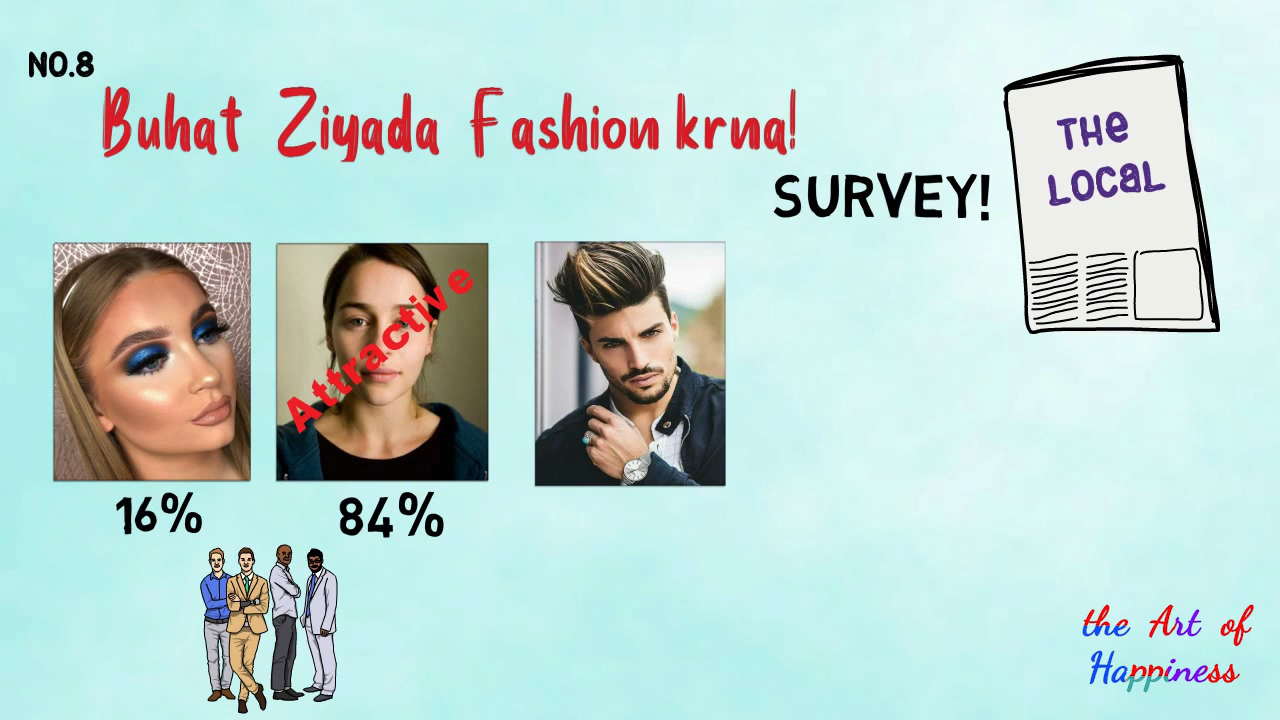 NO.8
Buhat Ziyada Fashion krna!
SURVEY!
THe
LOCaL
Attractive
16%
84%
the Art of
Happiness